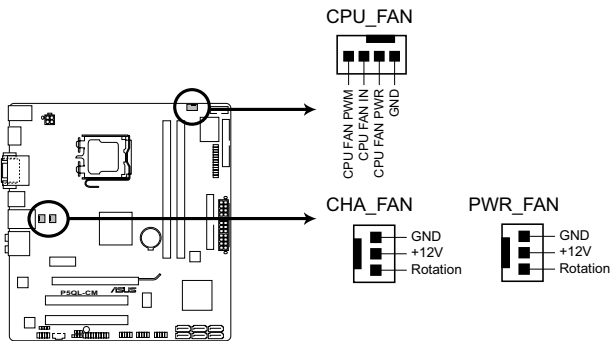 CPU_FAN
CPU FAN PWM
CPU FAN IN
CPU FAN PWR
GND
CHA_FAN
GND
+12V
Rotation
PWR_FAN
GND
+12V
Rotation
P5QL-CM
ASUS